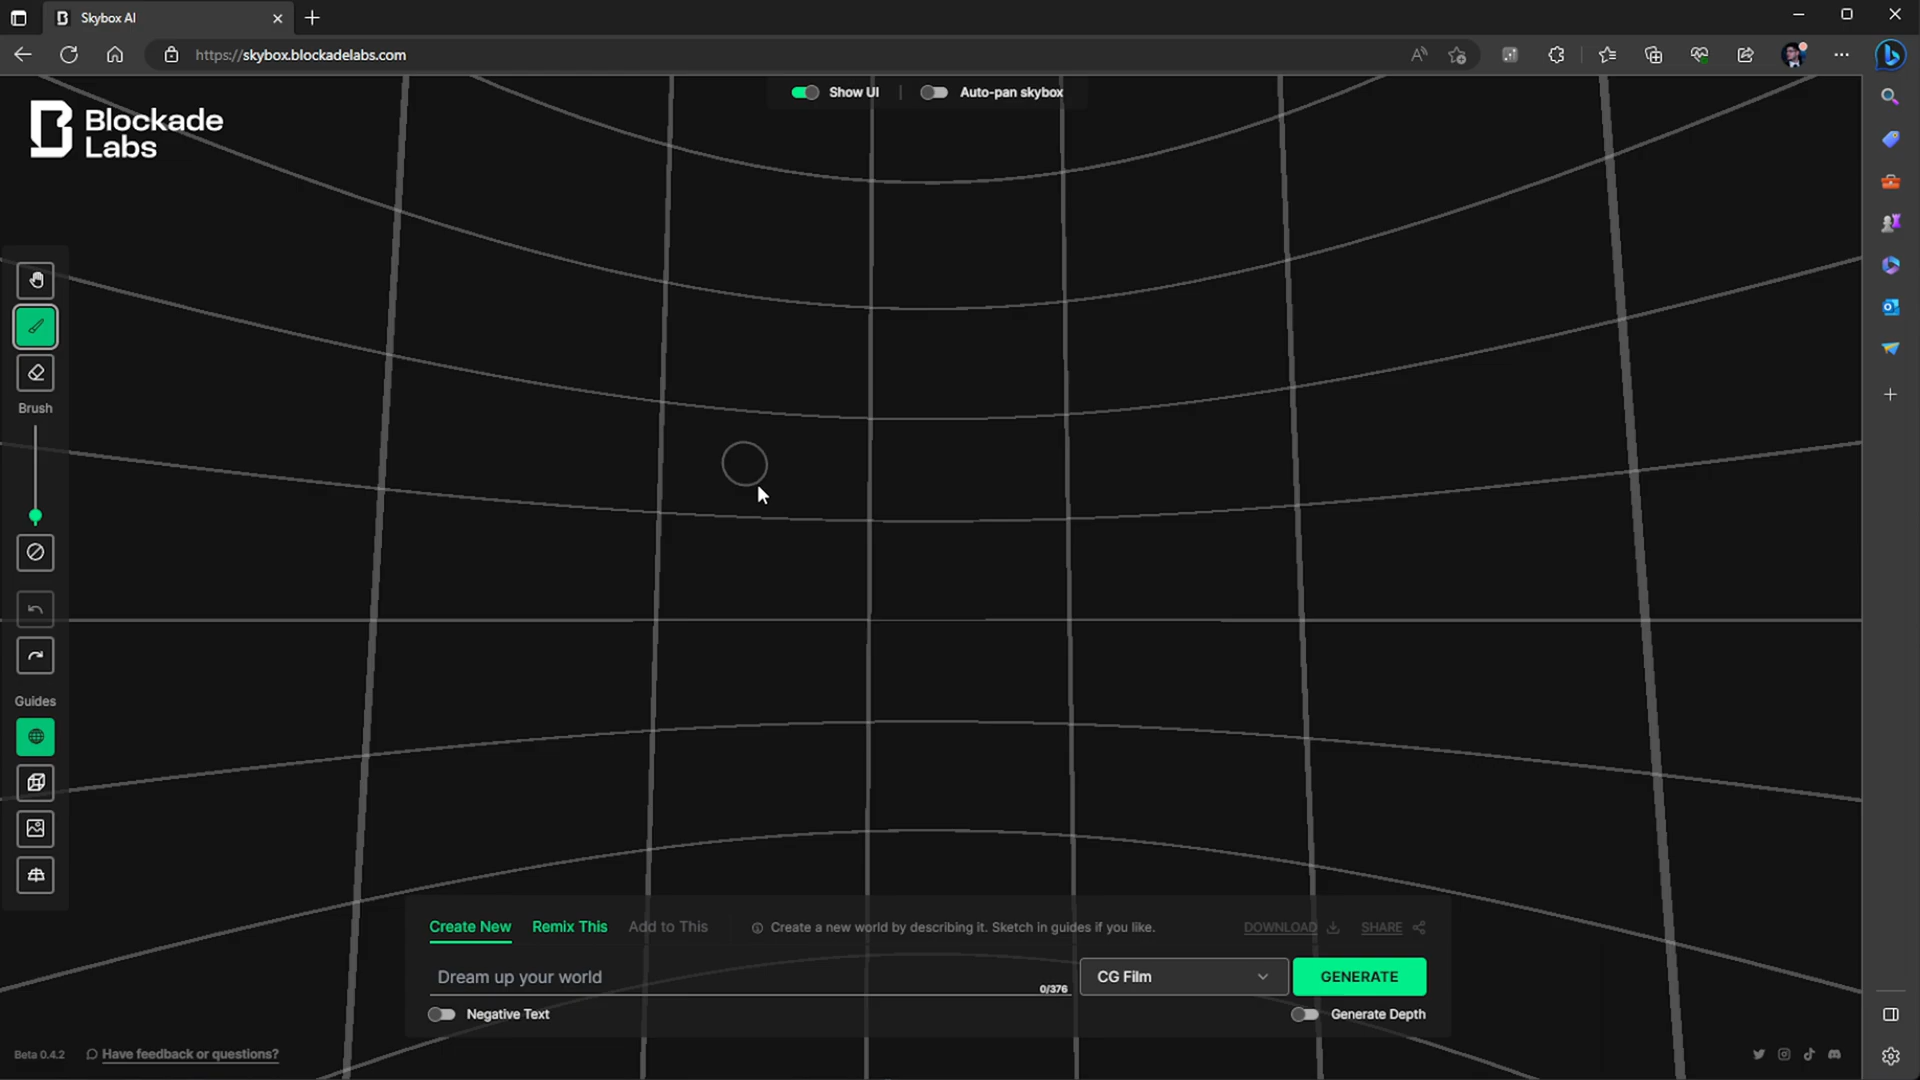 Skybox AI
https://skybox.blockadelabs.com
Show UI | Auto-pan skybox
Blockade
Labs
Brush
Guides
Create New Remix This Add to This Create a new world by describing it. Sketch in guides if you like. DOWNLOAD SHARE
Dream up your world 0/376 CG Film GENERATE
Negative Text Generate Depth
Beta 0.4.2 Have feedback or questions?